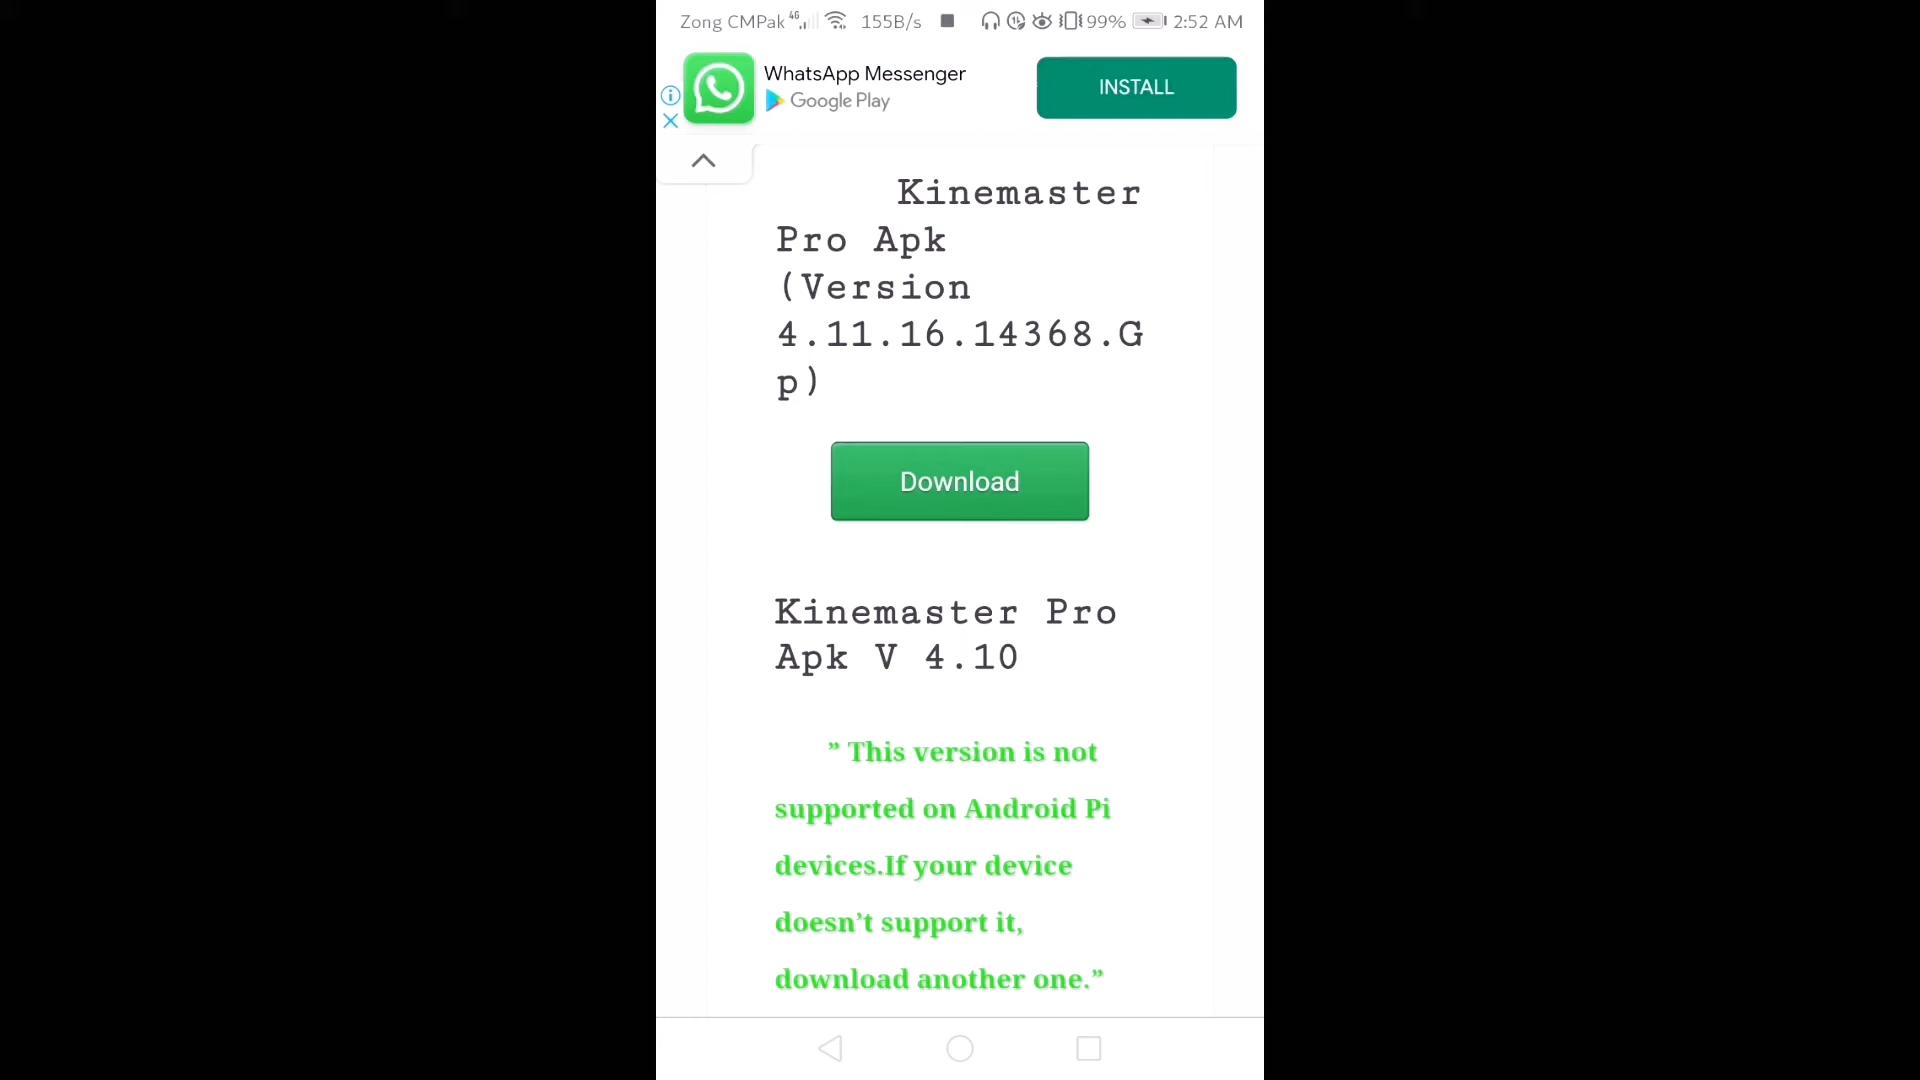 Zong CMPak 4G 155B/s 99% 2:52 AM
WhatsApp Messenger
Google Play
INSTALL
Kinemaster
Pro Apk
(Version
4.11.16.14368.G
p)
Download
Kinemaster Pro
Apk V 4.10
” This version is not
supported on Android Pi
devices.If your device
doesn’t support it,
download another one.”